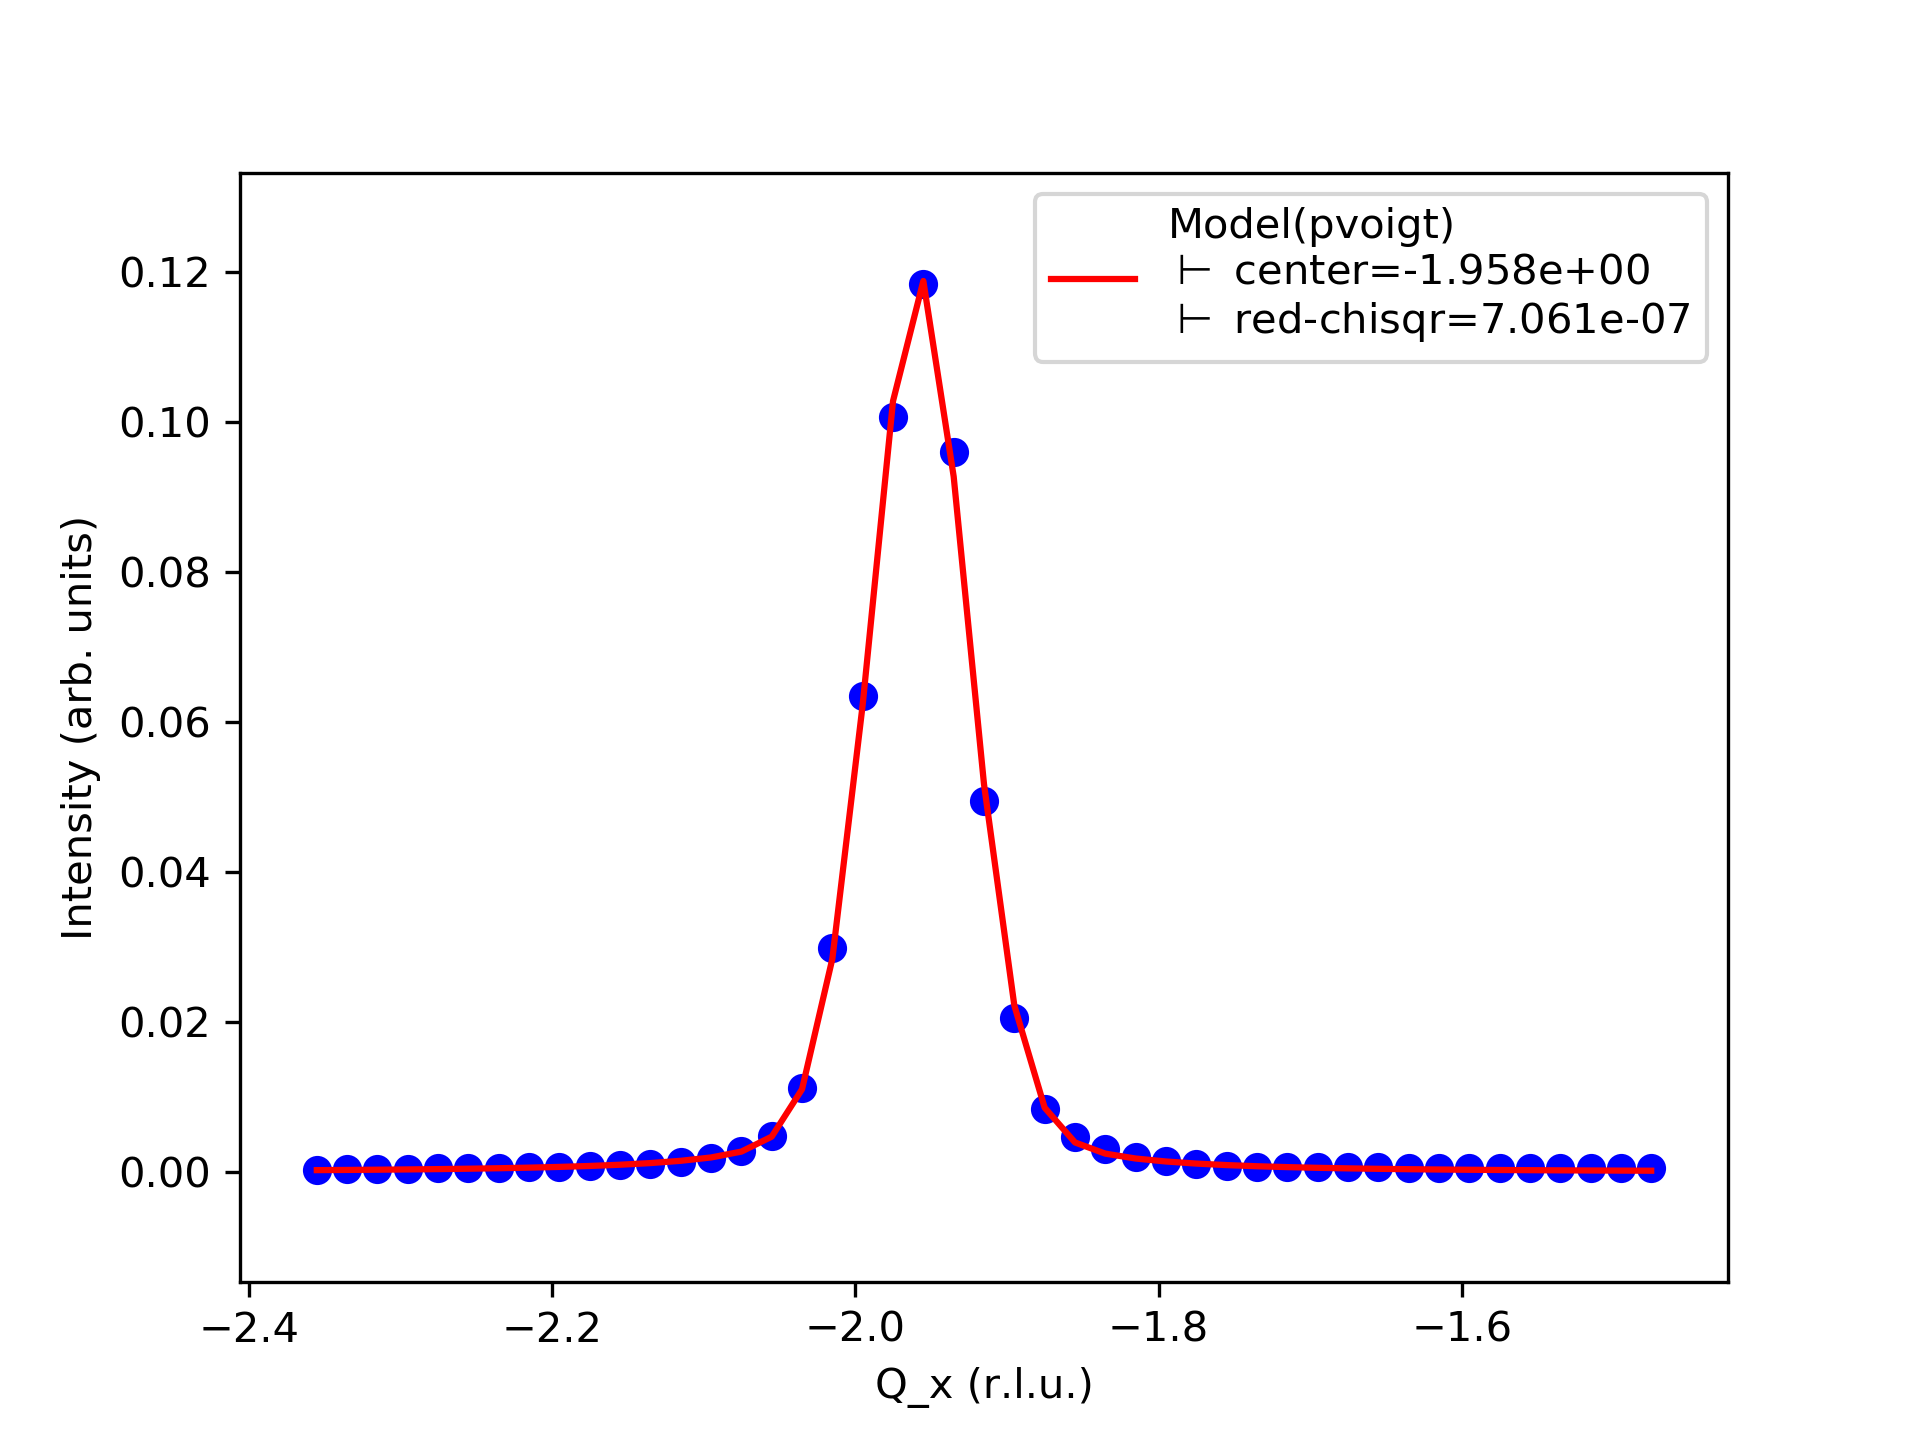 Model(pvoigt)
⊢ center=-1.958e+00
⊢ red-chisqr=7.061e-07
0.12
0.10
0.08
0.06
0.04
0.02
0.00
Intensity (arb. units)
−2.4 −2.2 −2.0 −1.8 −1.6
Q_x (r.l.u.)